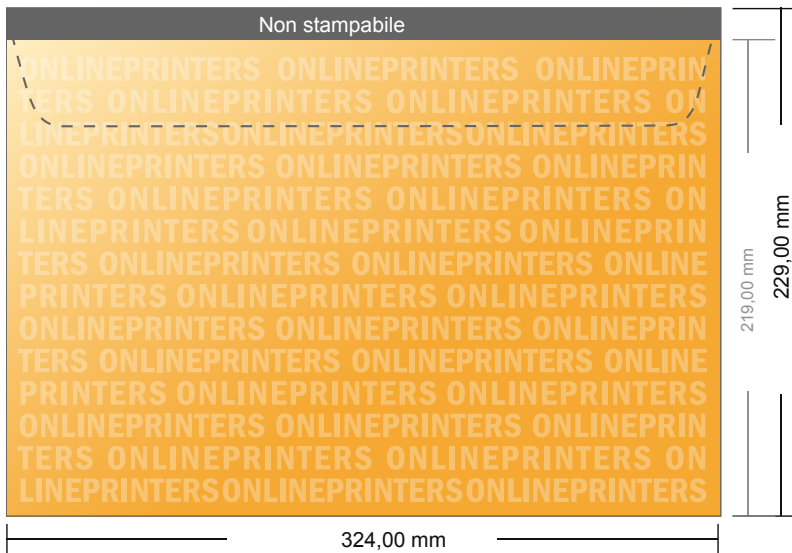 Non stampabile
ONLINEPRINTERS ONLINEPRINTERS ONLINEPRIN
TERS ONLINEPRINTERS ONLINEPRINTERS ON
LINEPRINTERSONLINEPRINTERSONLINEPRINTERS
ONLINEPRINTERS ONLINEPRINTERS ONLINEPRIN
TERS ONLINEPRINTERS ONLINEPRINTERS ON
LINEPRINTERS ONLINEPRINTERS ONLINEPRIN
TERS ONLINEPRINTERS ONLINEPRINTERS ONLINE
PRINTERS ONLINEPRINTERS ONLINEPRINTERS
ONLINEPRINTERS ONLINEPRINTERS ONLINEPRIN
TERS ONLINEPRINTERS ONLINEPRINTERS ONLINE
PRINTERS ONLINEPRINTERS ONLINEPRINTERS
ONLINEPRINTERS ONLINEPRINTERS ONLINEPRIN
TERS ONLINEPRINTERS ONLINEPRINTERS ON
LINEPRINTERSONLINEPRINTERSONLINEPRINTERS
219,00 mm
229,00 mm
324,00 mm